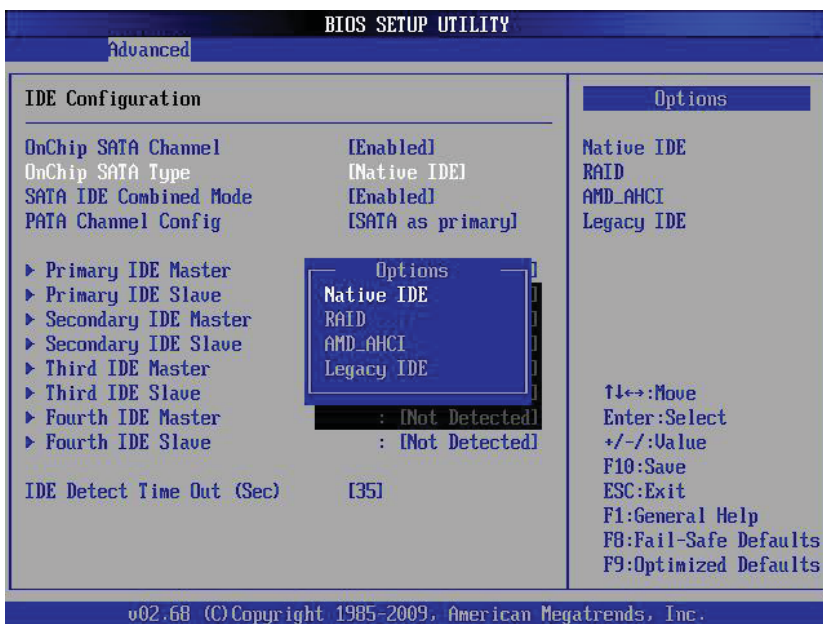 BIOS SETUP UTILITY
Advanced
IDE Configuration
OnChip SATA Channel [Enabled]
OnChip SATA Type [Native IDE]
SATA IDE Combined Mode [Enabled]
PATA Channel Config [SATA as primary]
▶ Primary IDE Master
▶ Primary IDE Slave
▶ Secondary IDE Master
▶ Secondary IDE Slave
▶ Third IDE Master
▶ Third IDE Slave
▶ Fourth IDE Master : [Not Detected]
▶ Fourth IDE Slave : [Not Detected]
IDE Detect Time Out (Sec) [35]
Options
Native IDE
RAID
AMD_AHCI
Legacy IDE
Options
Native IDE
RAID
AMD_AHCI
Legacy IDE
↑↓←→:Move
Enter:Select
+/-/:Value
F10:Save
ESC:Exit
F1:General Help
F8:Fail-Safe Defaults
F9:Optimized Defaults
v02.68 (C)Copyright 1985-2009, American Megatrends, Inc.